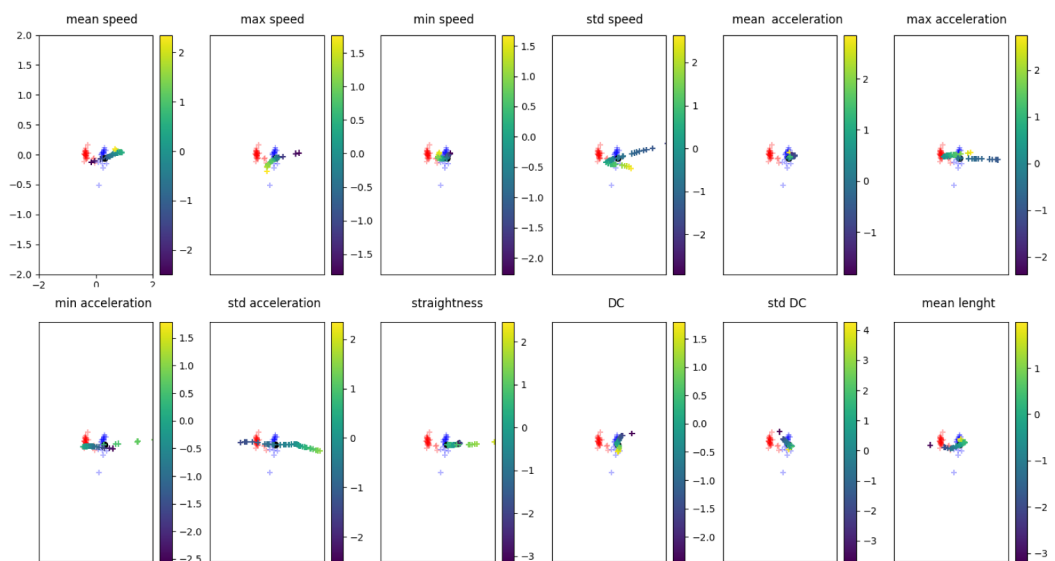 mean speed max speed min speed std speed mean acceleration max acceleration
2.0 1.5 1.0 0.5 0.0 −0.5 −1.0 −1.5 −2.0
−2 0 2
2 1 0 −1 −2
1.5 1.0 0.5 0.0 −0.5 −1.0 −1.5
1.5 1.0 0.5 0.0 −0.5 −1.0 −1.5 −2.0
2 1 0 −1 −2
2 1 0 −1
2 1 0 −1 −2
min acceleration std acceleration straightness DC std DC mean lenght
1.5 1.0 0.5 0.0 −0.5 −1.0 −1.5 −2.0 −2.5
2 1 0 −1 −2
2 1 0 −1 −2 −3
1.0 0.5 0.0 −0.5 −1.0 −1.5 −2.0
4 3 2 1 0 −1 −2 −3
1 0 −1 −2 −3